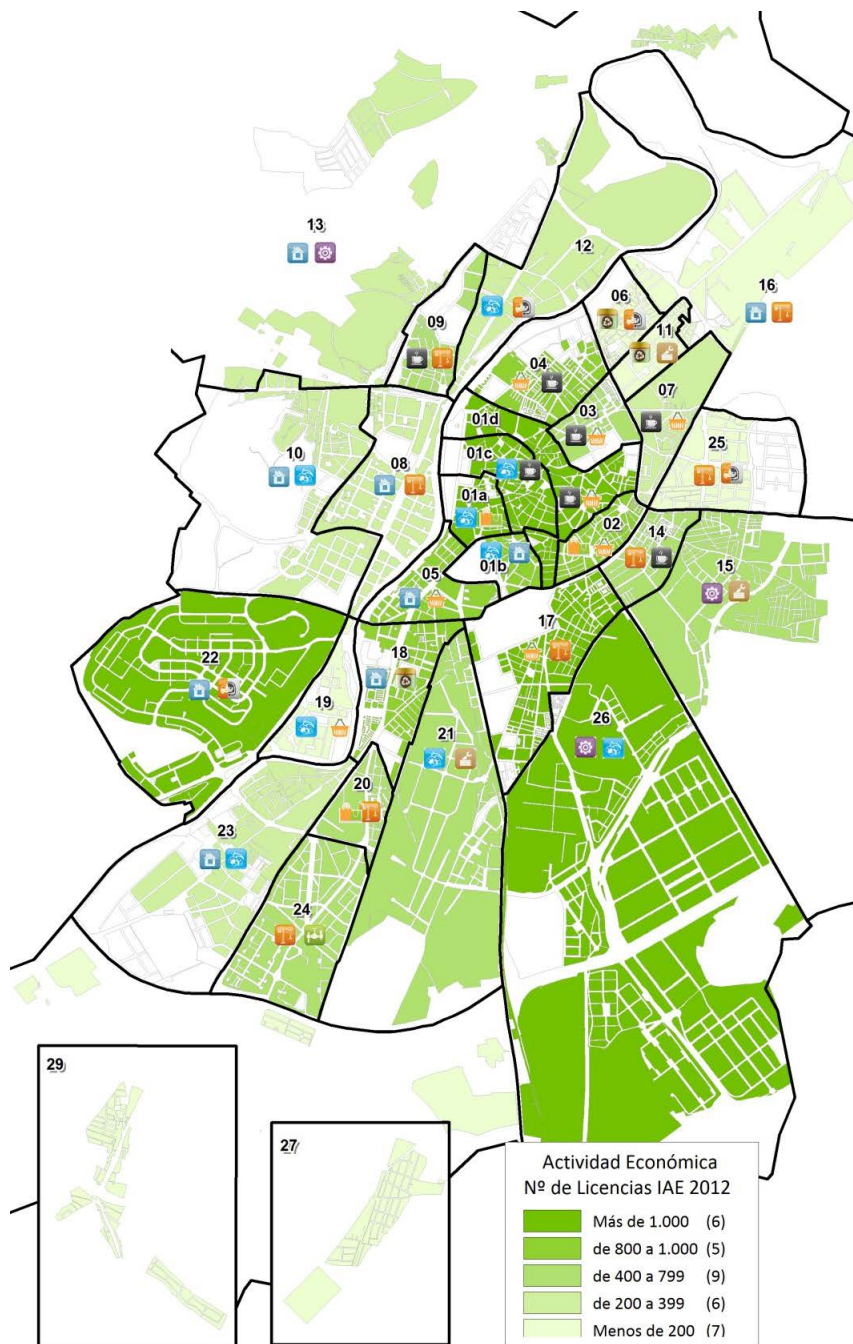 13
12
16
06
09
11
04
07
03
01d
25
10
01c
08
01a
02
14
01b
15
05
17
22
18
19
26
21
20
23
24
29
27
Actividad Económica
Nº de Licencias IAE 2012
Más de 1.000 (6)
de 800 a 1.000 (5)
de 400 a 799 (9)
de 200 a 399 (6)
Menos de 200 (7)